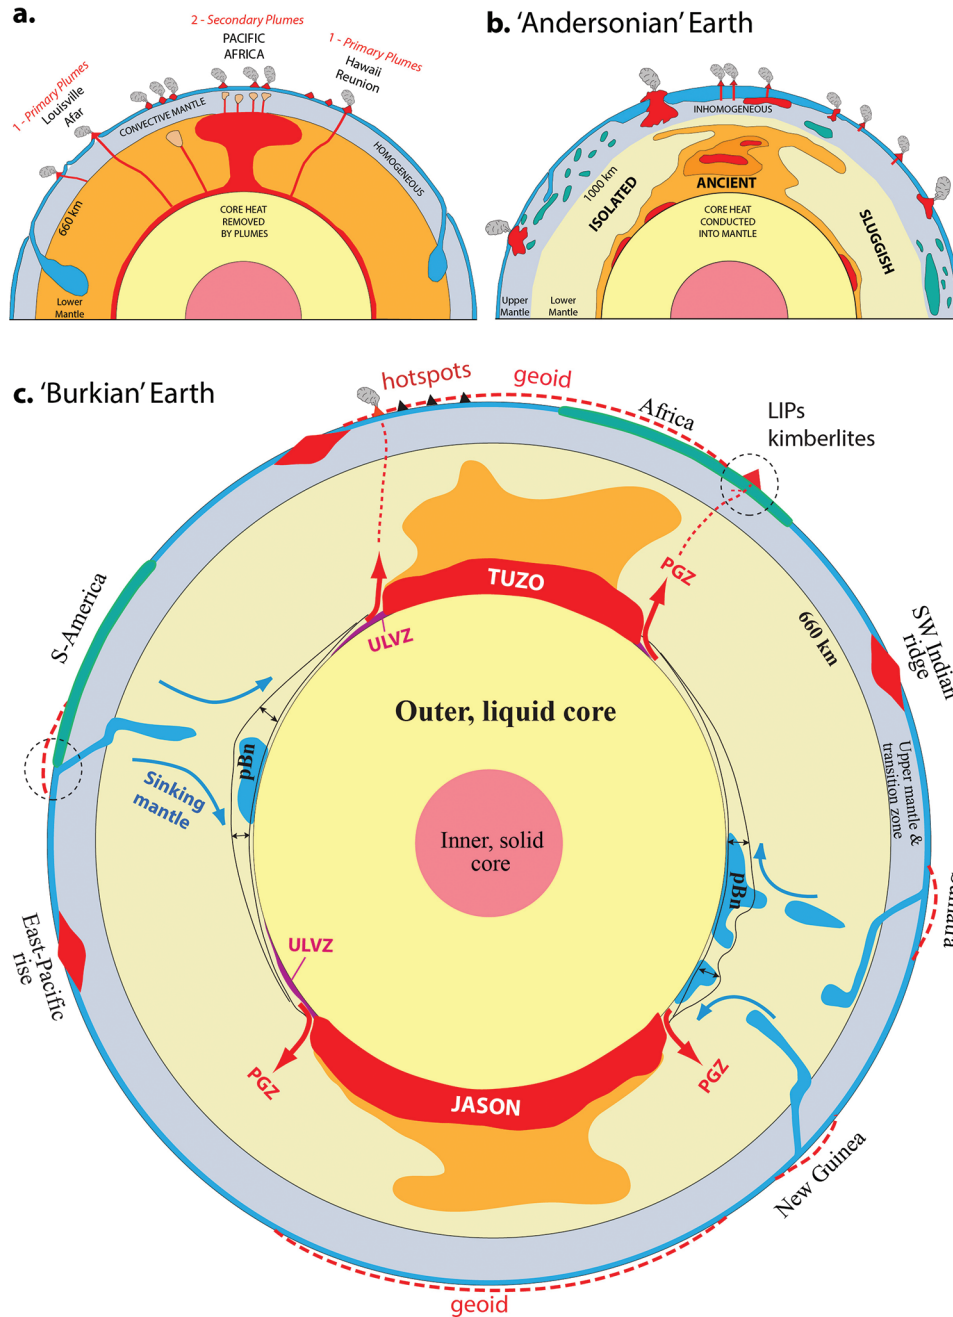 a.
2 - Secondary Plumes
PACIFIC
AFRICA
1 - Primary Plumes
Hawaii
Reunion
1 - Primary Plumes
Louisville
Afar
CONVECTIVE MANTLE
HOMOGENEOUS
660 km
CORE HEAT
REMOVED
BY PLUMES
Lower
Mantle
b. ‘Andersonian’ Earth
INHOMOGENEOUS
1000 km
ISOLATED
ANCIENT
SLUGGISH
CORE HEAT
CONDUCTED
INTO MANTLE
Upper
Mantle
Lower
Mantle
c. ‘Burkian’ Earth
hotspots
geoid
Africa
LIPs
kimberlites
TUZO
PGZ
ULVZ
S-America
660 km
SW Indian
ridge
Outer, liquid core
pBn
Sinking
mantle
Upper mantle &
transition zone
Inner, solid
core
pBn
Sumatra
East-Pacific
rise
ULVZ
PGZ
PGZ
JASON
New Guinea
geoid